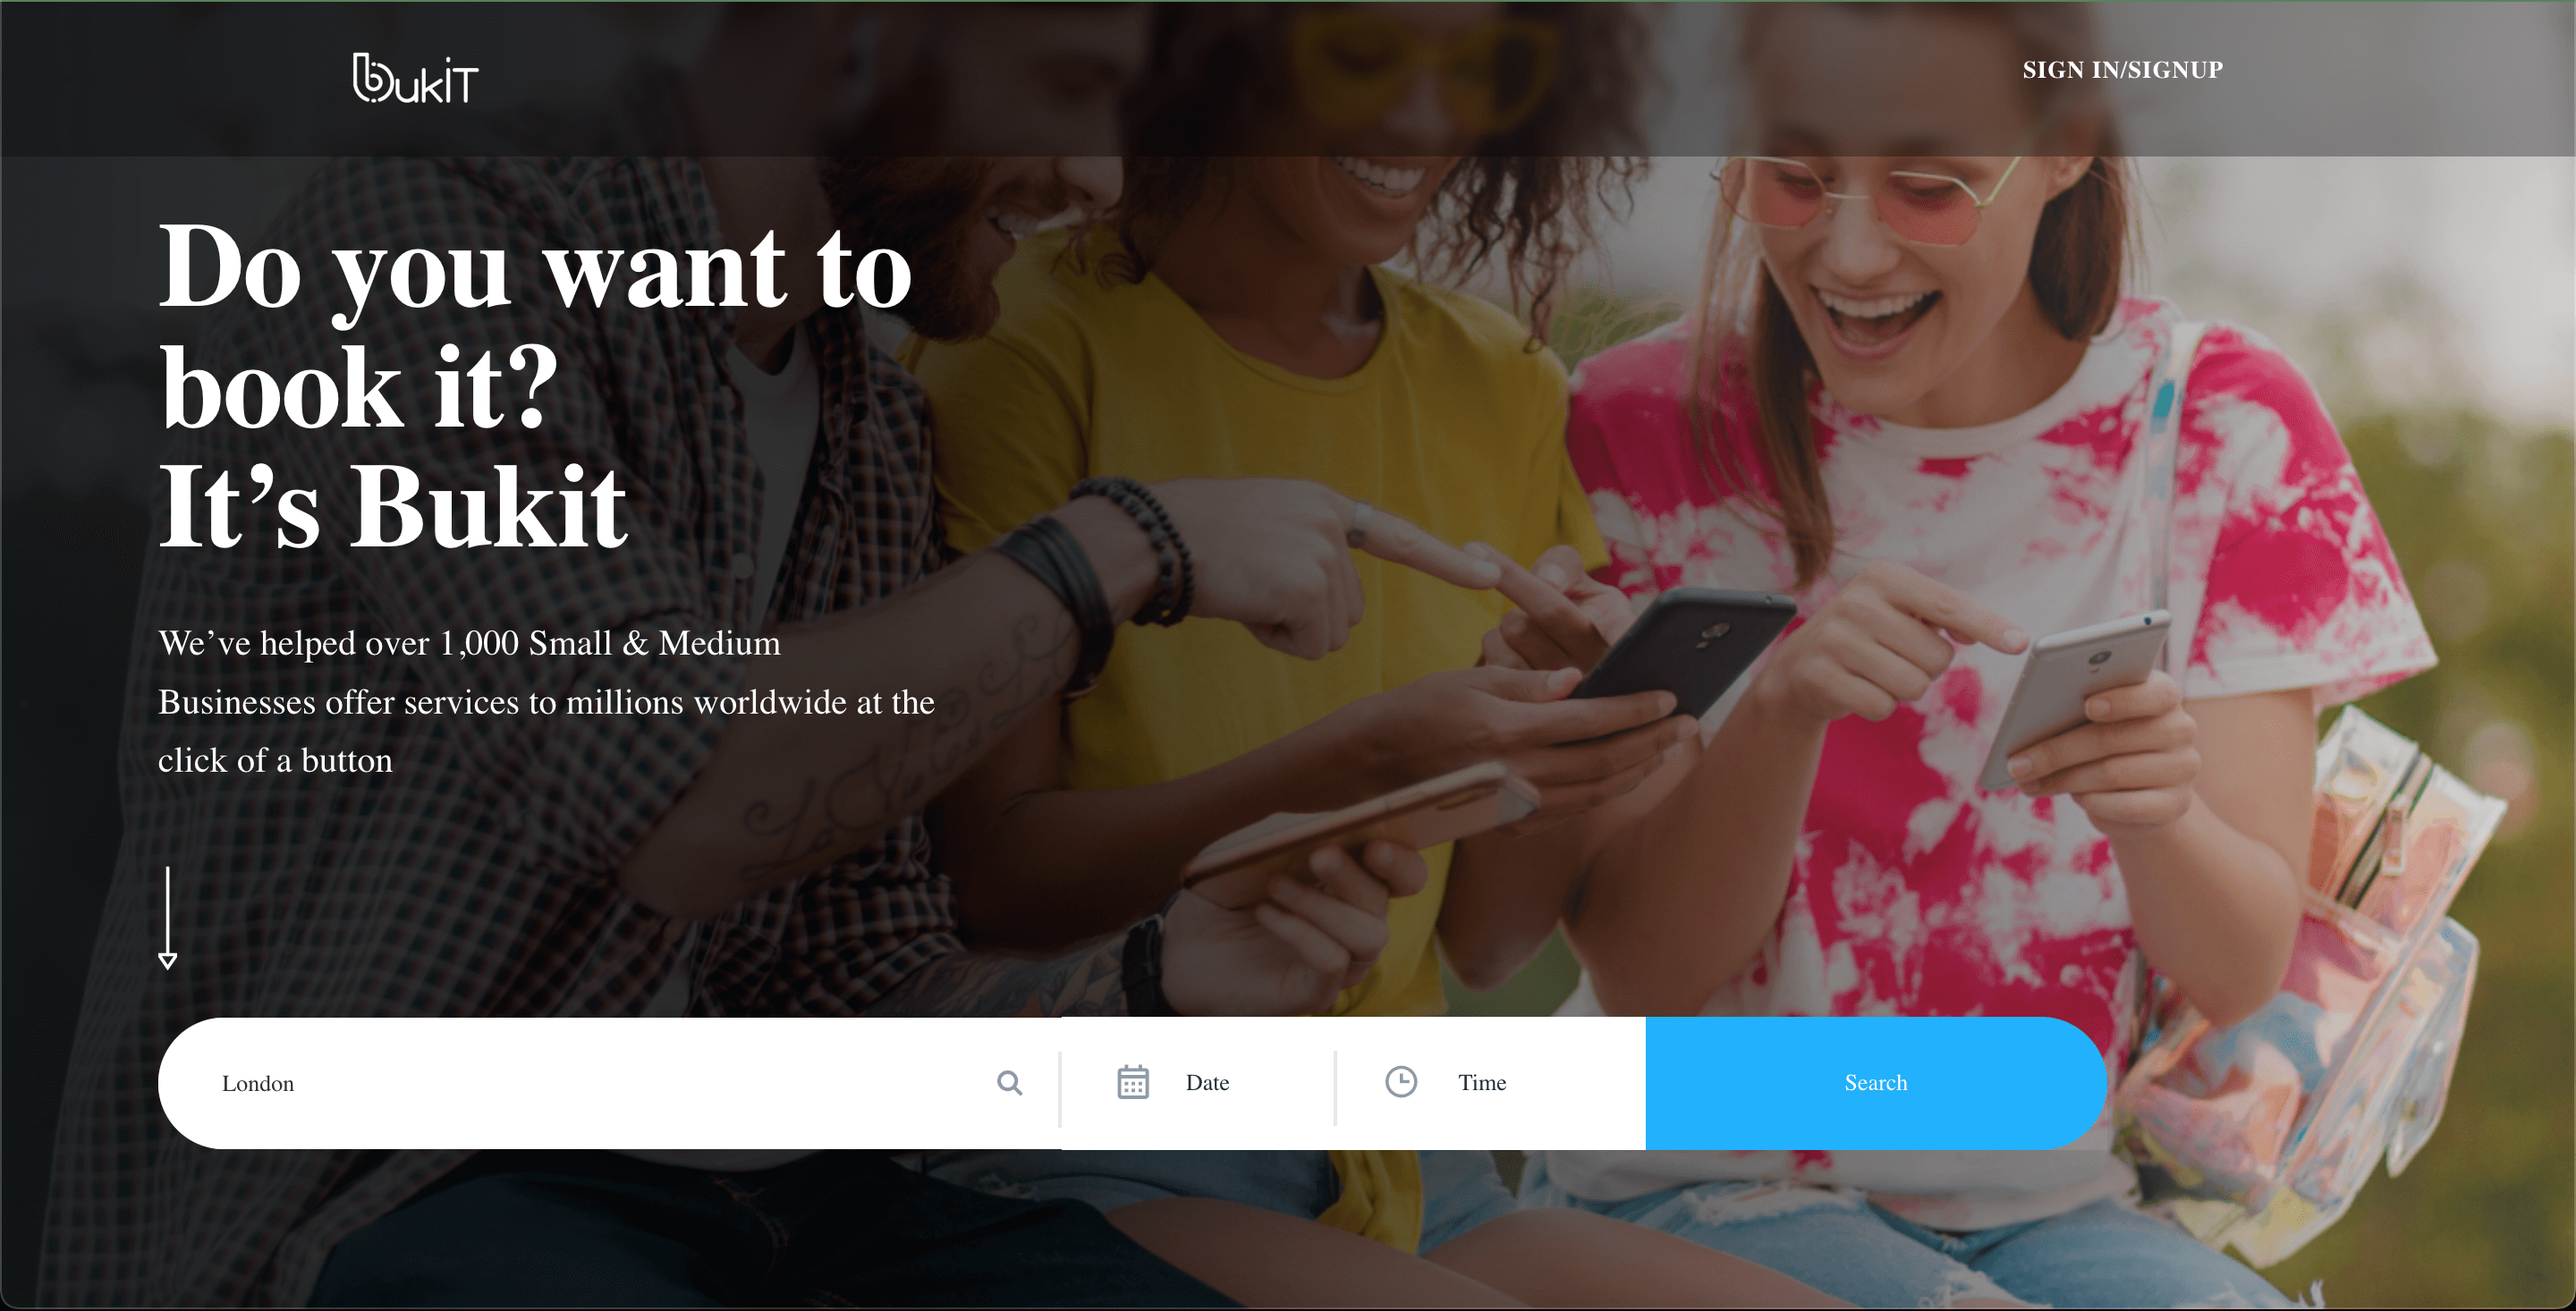 bukiT
SIGN IN/SIGNUP
Do you want to
book it?
It’s Bukit
We’ve helped over 1,000 Small & Medium
Businesses offer services to millions worldwide at the
click of a button
London
Date
Time
Search